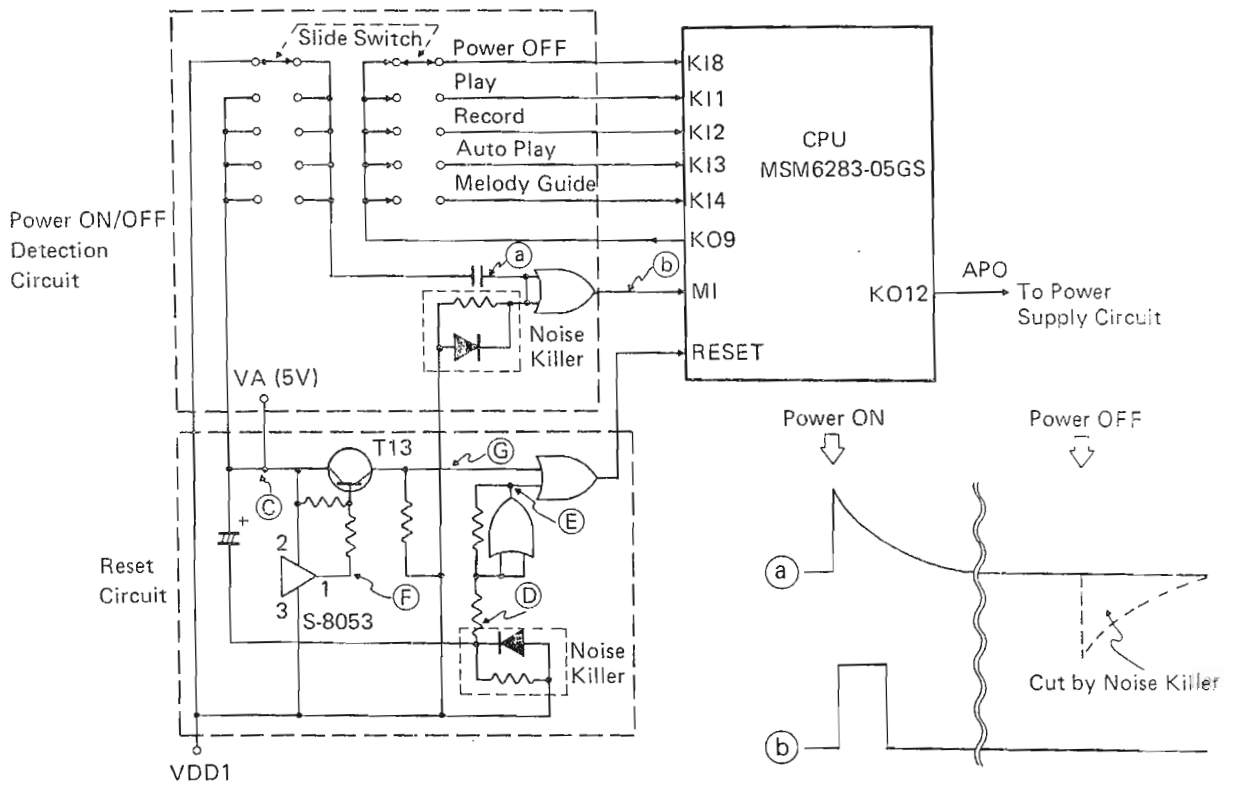 Slide Switch
Power OFF
KI8
Play
KI1
Record
KI2
CPU
MSM6283-05GS
Auto Play
KI3
Melody Guide
KI4
Power ON/OFF
Detection
Circuit
KO9
a
b
APO
MI
KO12
To Power
Supply Circuit
Noise
Killer
RESET
VA (5V)
Power ON
Power OFF
T13
G
C
E
+
2
Reset
Circuit
1
F
D
3
S-8053
Noise
Killer
a
Cut by Noise Killer
b
VDD1